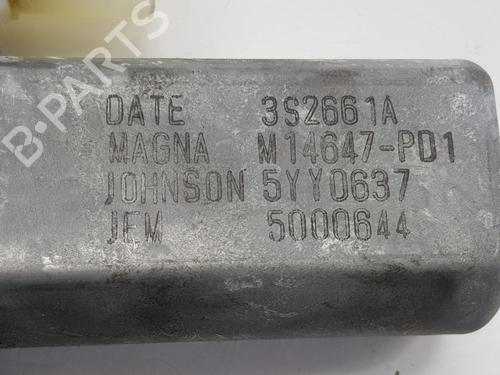 DATE 3S2661A
MAGNA M14647-PD1
JOHNSON 5YY0637
JEM 5000644
B-PARTS